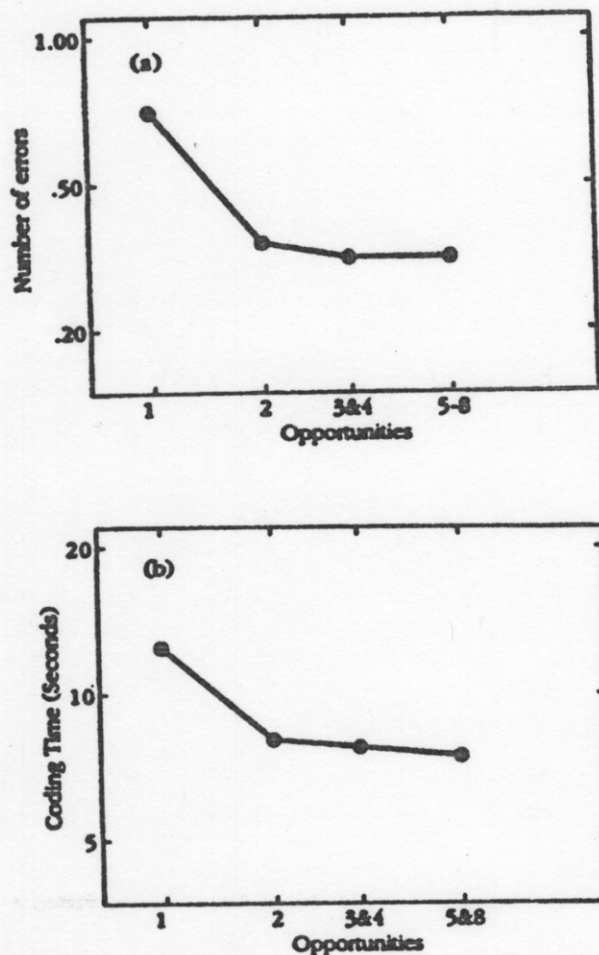 1.00
(a)
.50
.20
Number of errors
1 2 3&4 5-8
Opportunities
20
(b)
10
5
Coding Time (Seconds)
1 2 3&4 5&8
Opportunities